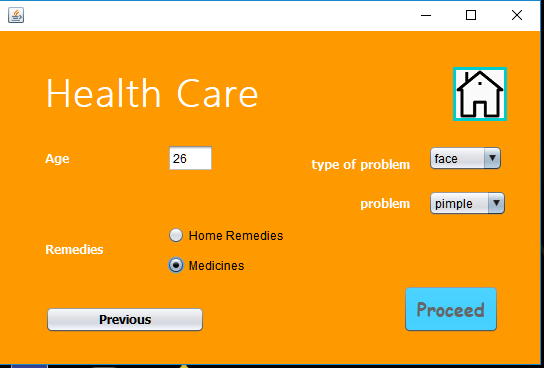 Health Care
Age
26
type of problem
face
problem
pimple
Remedies
Home Remedies
Medicines
Previous
Proceed